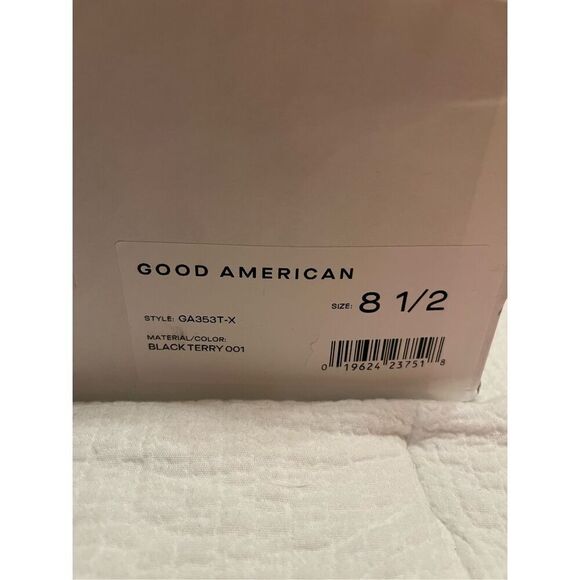 GOOD AMERICAN
STYLE: GA353T-X
SIZE: 8 1/2
MATERIAL/COLOR:
BLACK TERRY 001
0 19624 23751 8